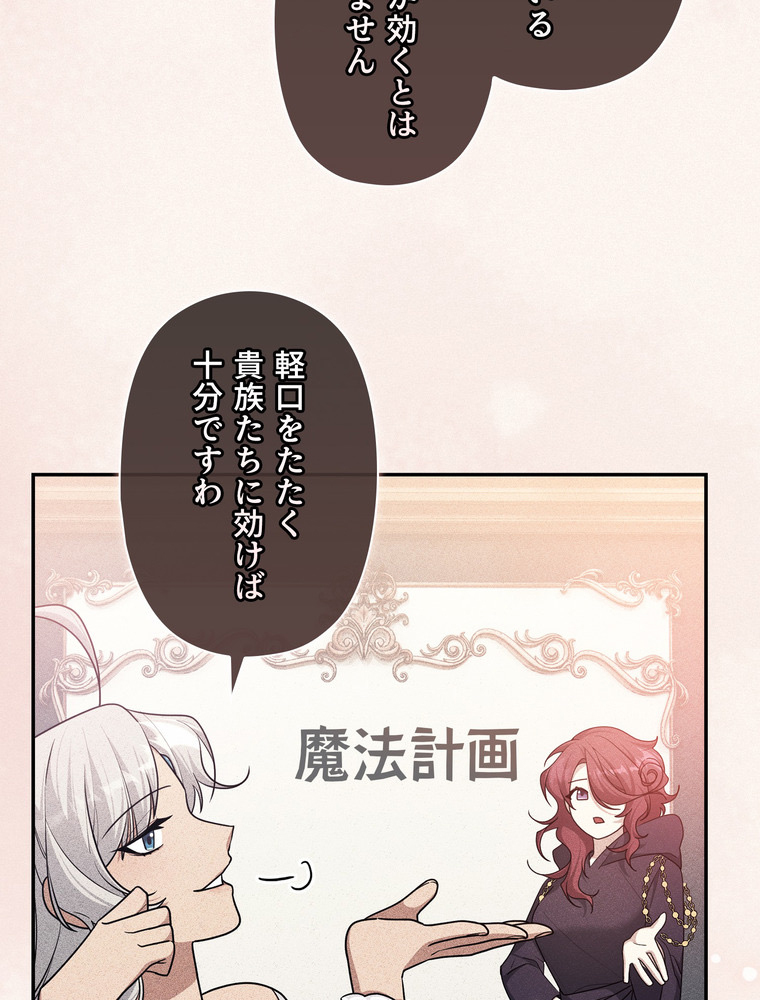 いる
が効くとは
ません
軽口をたたく
貴族たちに効けば
十分ですわ
魔法計画